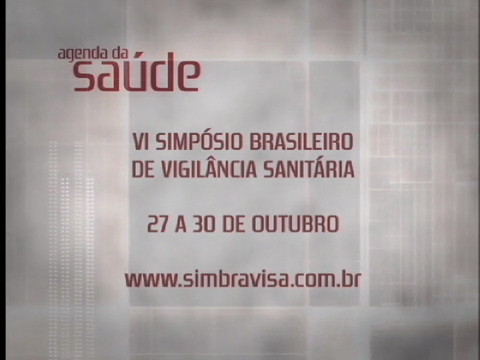 agenda da
saúde
VI SIMPÓSIO BRASILEIRO
DE VIGILÂNCIA SANITÁRIA
27 A 30 DE OUTUBRO
www.simbravisa.com.br